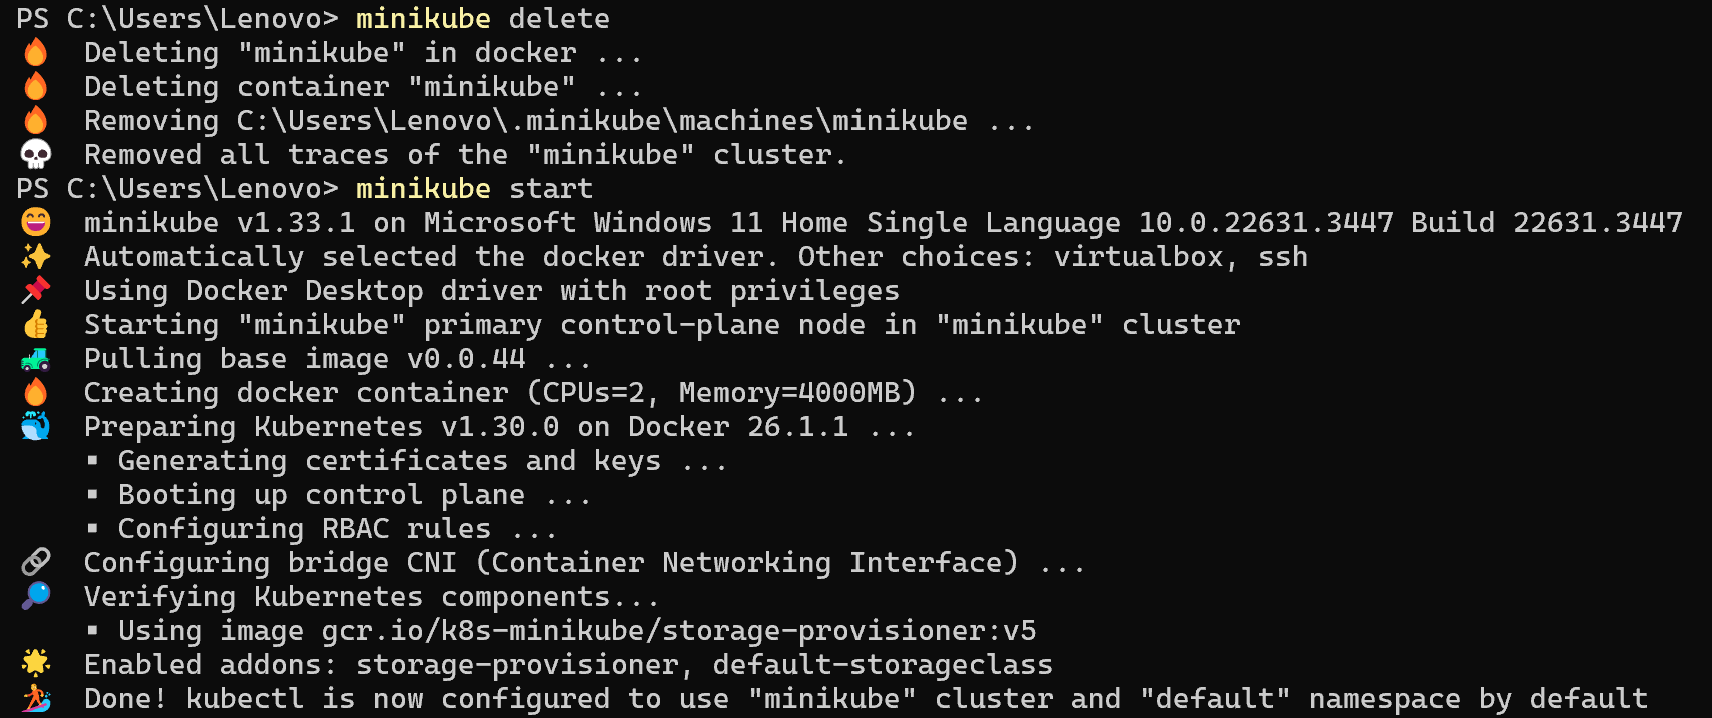 PS C:\Users\Lenovo> minikube delete
🔥  Deleting "minikube" in docker ...
🔥  Deleting container "minikube" ...
🔥  Removing C:\Users\Lenovo\.minikube\machines\minikube ...
💀  Removed all traces of the "minikube" cluster.
PS C:\Users\Lenovo> minikube start
😄  minikube v1.33.1 on Microsoft Windows 11 Home Single Language 10.0.22631.3447 Build 22631.3447
✨  Automatically selected the docker driver. Other choices: virtualbox, ssh
📌  Using Docker Desktop driver with root privileges
👍  Starting "minikube" primary control-plane node in "minikube" cluster
🚜  Pulling base image v0.0.44 ...
🔥  Creating docker container (CPUs=2, Memory=4000MB) ...
🐳  Preparing Kubernetes v1.30.0 on Docker 26.1.1 ...
▪ Generating certificates and keys ...
▪ Booting up control plane ...
▪ Configuring RBAC rules ...
🔗  Configuring bridge CNI (Container Networking Interface) ...
🔎  Verifying Kubernetes components...
▪ Using image gcr.io/k8s-minikube/storage-provisioner:v5
🌟  Enabled addons: storage-provisioner, default-storageclass
🏄  Done! kubectl is now configured to use "minikube" cluster and "default" namespace by default